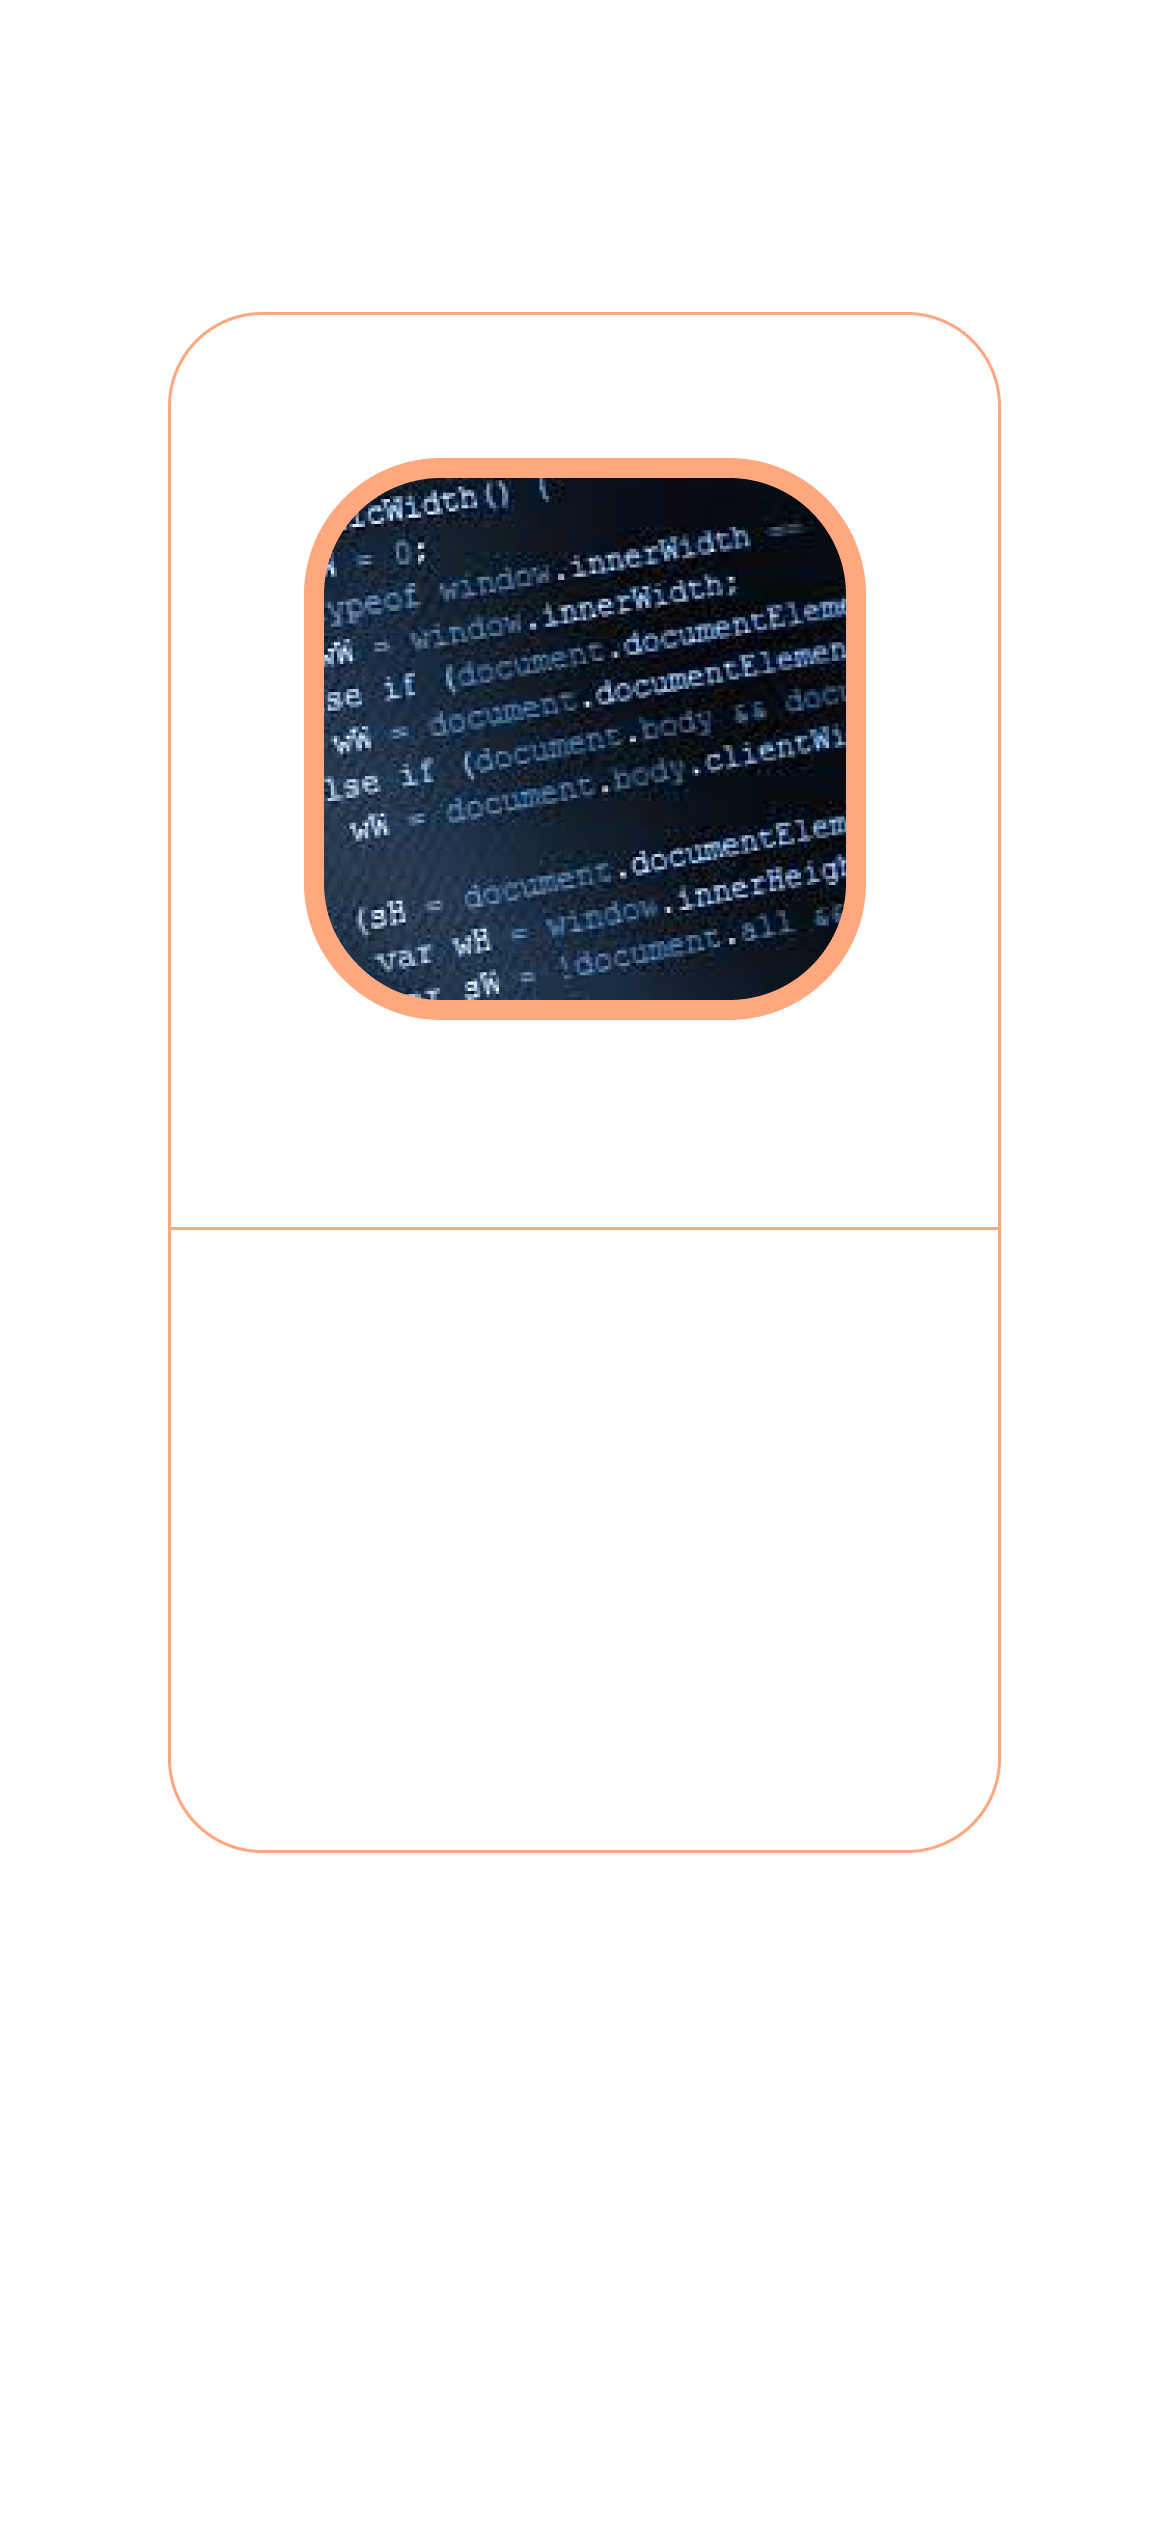 icWidth() {
W = 0;
ypeof window.innerWidth ==
wW = window.innerWidth;
se if (document.documentEleme
wW = document.documentElemen
lse if (document.body && docu
wW = document.body.clientWi
(sH = document.documentElem
var wH = window.innerHeigh
sW = !document.all &&